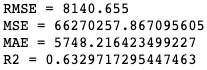 RMSE = 8140.655
MSE = 66270257.867095605
MAE = 5748.216423499227
R2 = 0.6329717295447463